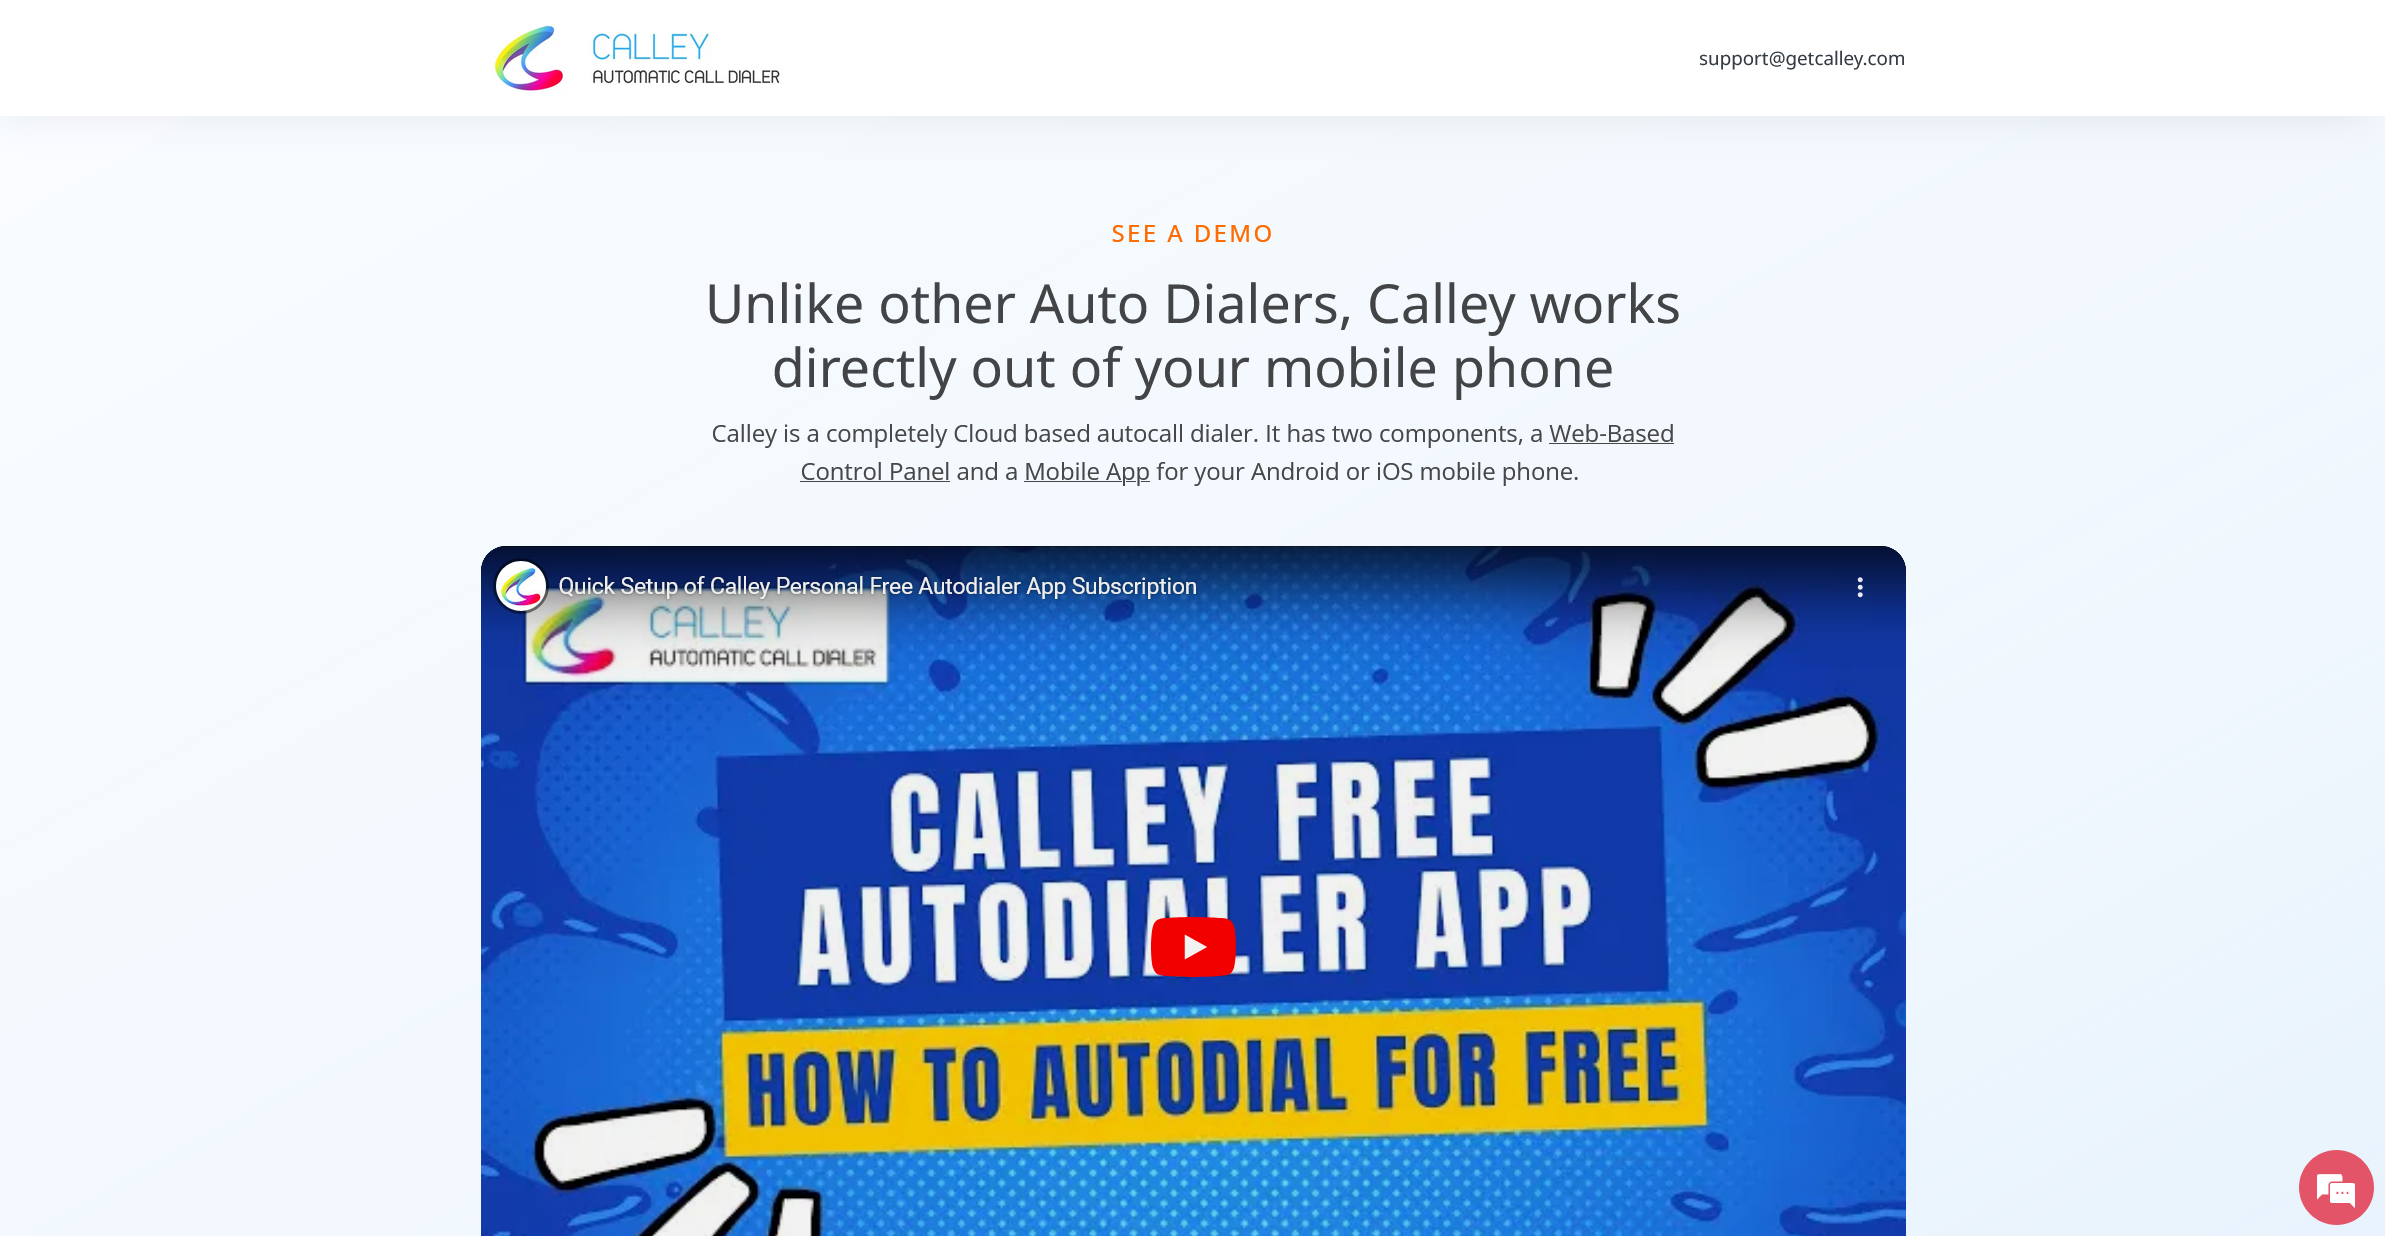 CALLEY
AUTOMATIC CALL DIALER
support@getcalley.com
SEE A DEMO
Unlike other Auto Dialers, Calley works
directly out of your mobile phone
Calley is a completely Cloud based autocall dialer. It has two components, a Web-Based
Control Panel and a Mobile App for your Android or iOS mobile phone.
Quick Setup of Calley Personal Free Autodialer App Subscription
CALLEY
AUTOMATIC CALL DIALER
CALLEY FREE
AUTODIALER APP
HOW TO AUTODIAL FOR FREE